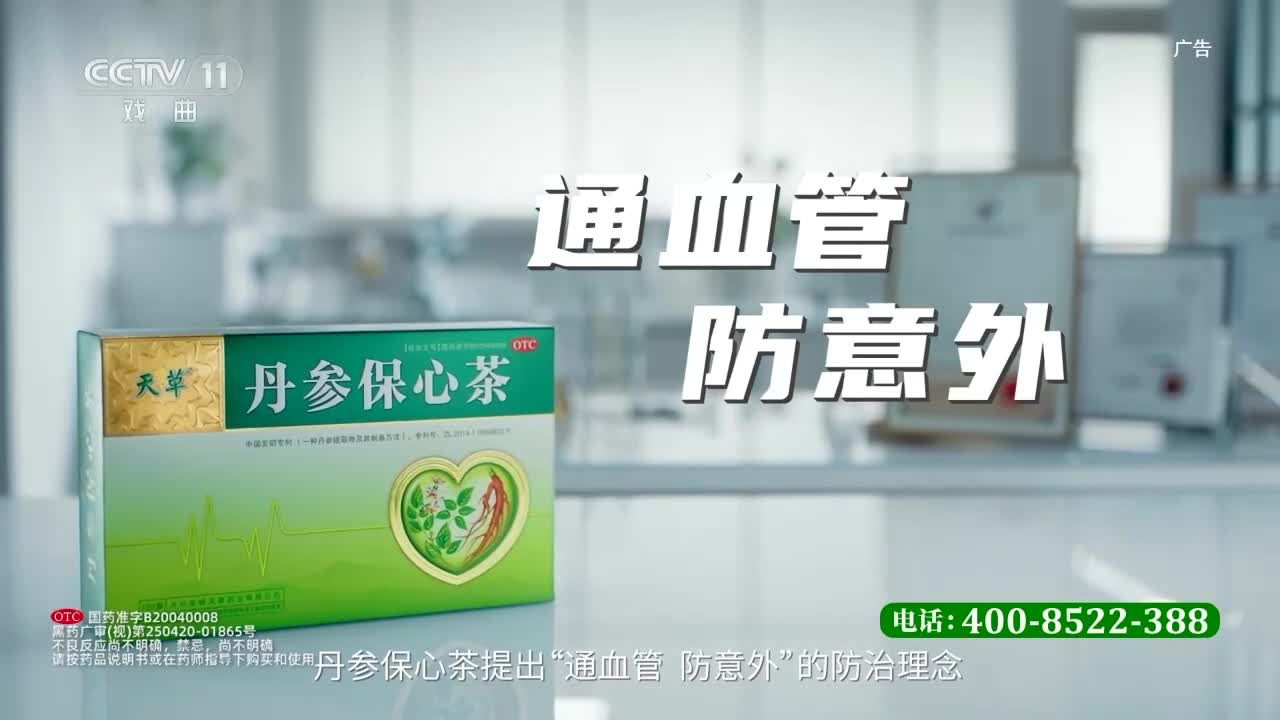 CCTV 11
戏曲
广告
通血管
防意外
天草
OTC
丹参保心茶
OTC 国药准字B20040008
黑药广审(视)第250420-01865号
不良反应尚不明确，禁忌，尚不明确
请按药品说明书或在药师指导下购买和使用
电话：400-8522-388
丹参保心茶提出“通血管 防意外”的防治理念